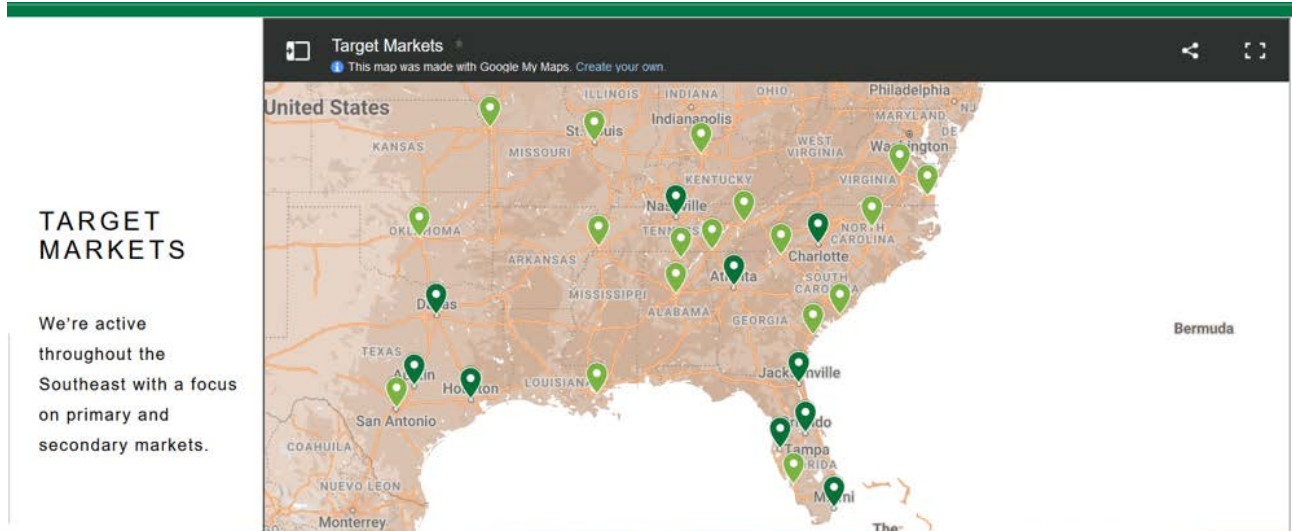 Target Markets
This map was made with Google My Maps. Create your own.
TARGET
MARKETS
We're active
throughout the
Southeast with a focus
on primary and
secondary markets.
United States
ILLINOIS
INDIANA
OHIO
Philadelphia
NJ
Indianapolis
MARYLAND
DE
KANSAS
MISSOURI
WEST
VIRGINIA
KENTUCKY
VIRGINIA
NORTH
CAROLINA
Charlotte
ARKANSAS
SOUTH
MISSISSIPPI
ALABAMA
GEORGIA
Bermuda
TEXAS
LOUISIANA
San Antonio
Tampa
COAHUILA
NUEVO LEON
Monterrey
The